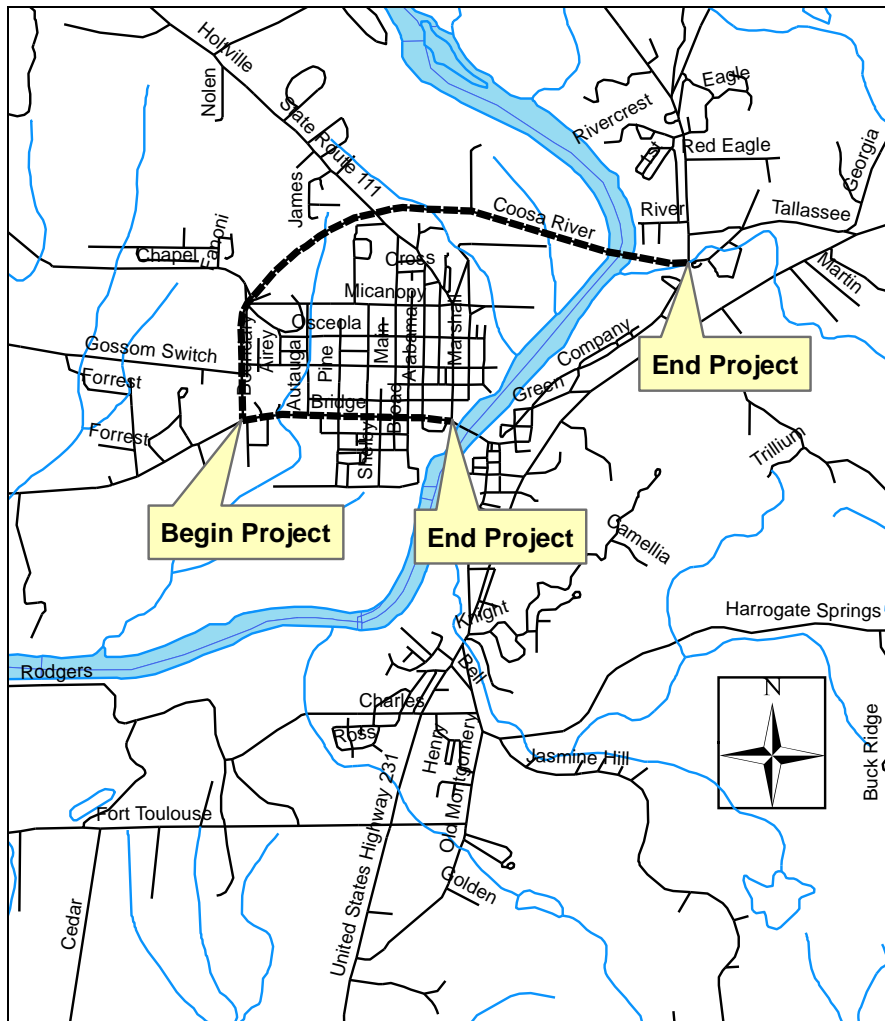 Holtville
Nolen
State Route 111
Eagle
Rivercrest
1st
Red Eagle
Georgia
James
Coosa River
River
Tallassee
Fanoni
Chapel
Cross
Martin
Micanopy
Boundary
Airey
Osceola
Main
Alabama
Marshall
Gossom Switch
Autauga
Pine
Green
Company
End Project
Forrest
Bridge
Broad
Shelby
Forrest
Trillium
Begin Project
End Project
Camellia
Knight
Harrogate Springs
Rodgers
Bell
Charles
Ross
Henry
N
Jasmine Hill
Buck Ridge
Fort Toulouse
Old Montgomery
United States Highway 231
Golden
Cedar